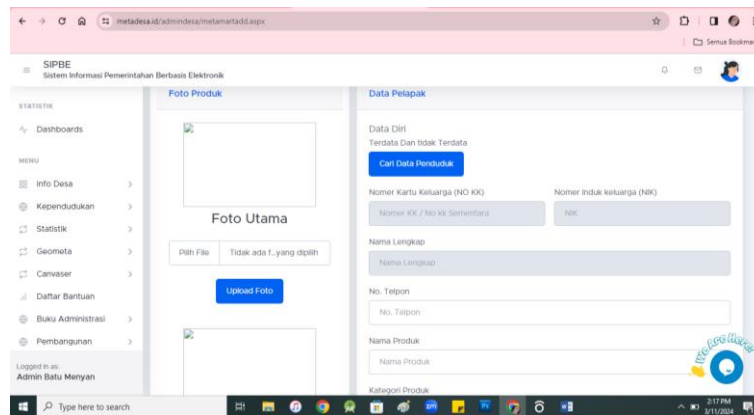 metadesa.id/admindesa/metamartadd.aspx
Semua Bookmar
SIPBE
Sistem Informasi Pemerintahan Berbasis Elektronik
STATISTIK
Dashboards
MENU
Info Desa
Kependudukan
Statistik
Geometa
Canvaser
Daftar Bantuan
Buku Administrasi
Pembangunan
Logged in as:
Admin Batu Menyan
Foto Produk
Foto Utama
Pilih File Tidak ada f...yang dipilih
Upload Foto
Data Pelapak
Data Diri
Terdata Dan tidak Terdata
Cari Data Penduduk
Nomer Kartu Keluarga (NO KK) Nomer Induk keluarga (NIK)
Nomer KK / No kk Sementara NIK
Nama Lengkap
Nama Lengkap
No. Telpon
No. Telpon
Nama Produk
Nama Produk
Kategori Produk
We Are Here!
Type here to search
2:17 PM
3/11/2024